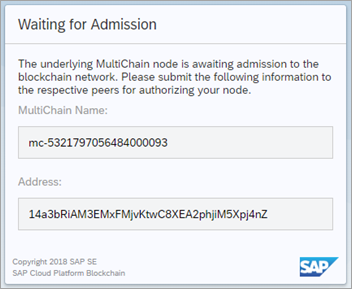 Waiting for Admission
The underlying MultiChain node is awaiting admission to the
blockchain network. Please submit the following information to
the respective peers for authorizing your node.
MultiChain Name:
mc-5321797056484000093
Address:
14a3bRiAM3EMxFMjvKtwC8XEA2phjiM5Xpj4nZ
Copyright 2018 SAP SE
SAP Cloud Platform Blockchain
SAP